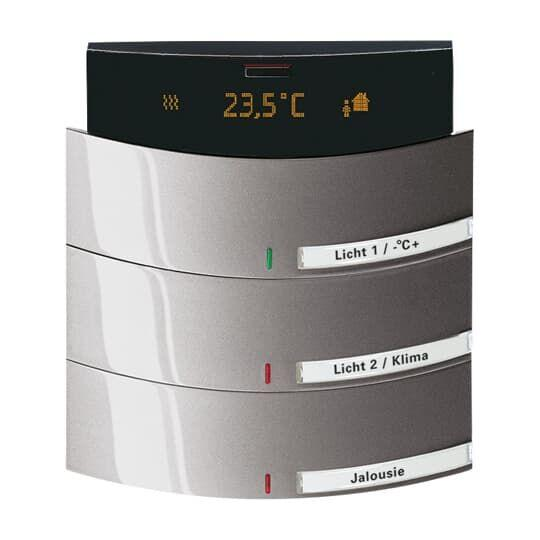 23,5°C
Licht 1 / -°C+
Licht 2 / Klima
Jalousie